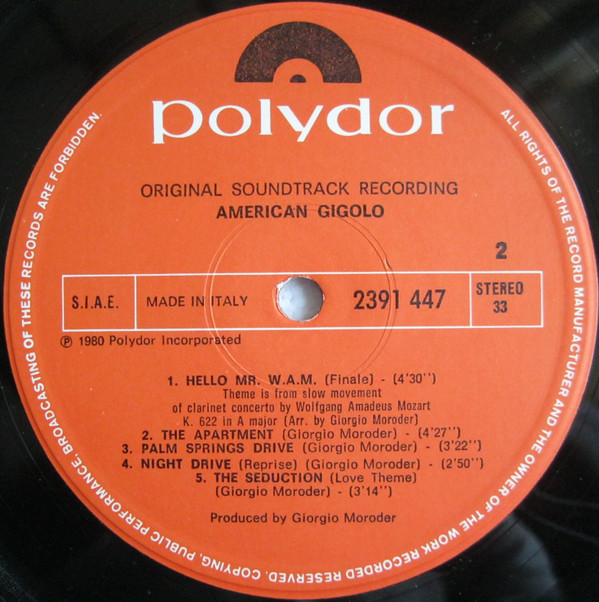 polydor
ORIGINAL SOUNDTRACK RECORDING
AMERICAN GIGOLO
2
S.I.A.E.
MADE IN ITALY
2391 447
STEREO
33
℗ 1980 Polydor Incorporated
1. HELLO MR. W.A.M. (Finale) - (4'30'')
Theme is from slow movement
of clarinet concerto by Wolfgang Amadeus Mozart
K. 622 in A major (Arr. by Giorgio Moroder)
2. THE APARTMENT (Giorgio Moroder) - (4'27'')
3. PALM SPRINGS DRIVE (Giorgio Moroder) - (3'22'')
4. NIGHT DRIVE (Reprise) (Giorgio Moroder) - (2'50'')
5. THE SEDUCTION (Love Theme)
(Giorgio Moroder) - (3'14'')
Produced by Giorgio Moroder
ALL RIGHTS OF THE RECORD MANUFACTURER AND THE OWNER OF THE WORK RECORDED RESERVED. COPYING, PUBLIC PERFORMANCE, BROADCASTING OF THESE RECORDS ARE FORBIDDEN.